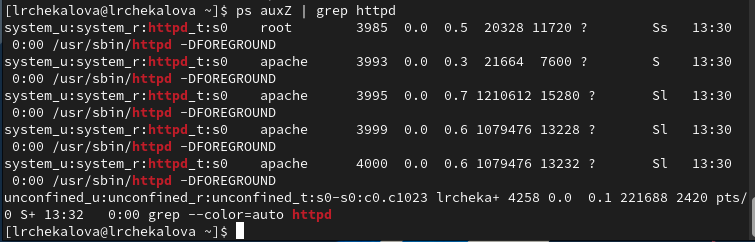 [lrchekalova@lrchekalova ~]$ ps auxZ | grep httpd
system_u:system_r:httpd_t:s0    root        3985  0.0  0.5  20328 11720 ?        Ss   13:30
 0:00 /usr/sbin/httpd -DFOREGROUND
system_u:system_r:httpd_t:s0    apache      3993  0.0  0.3  21664  7600 ?        S    13:30
 0:00 /usr/sbin/httpd -DFOREGROUND
system_u:system_r:httpd_t:s0    apache      3995  0.0  0.7 1210612 15280 ?       Sl   13:30
 0:00 /usr/sbin/httpd -DFOREGROUND
system_u:system_r:httpd_t:s0    apache      3999  0.0  0.6 1079476 13228 ?       Sl   13:30
 0:00 /usr/sbin/httpd -DFOREGROUND
system_u:system_r:httpd_t:s0    apache      4000  0.0  0.6 1079476 13232 ?       Sl   13:30
 0:00 /usr/sbin/httpd -DFOREGROUND
unconfined_u:unconfined_r:unconfined_t:s0-s0:c0.c1023 lrcheka+ 4258 0.0  0.1 221688 2420 pts/
0 S+ 13:32   0:00 grep --color=auto httpd
[lrchekalova@lrchekalova ~]$